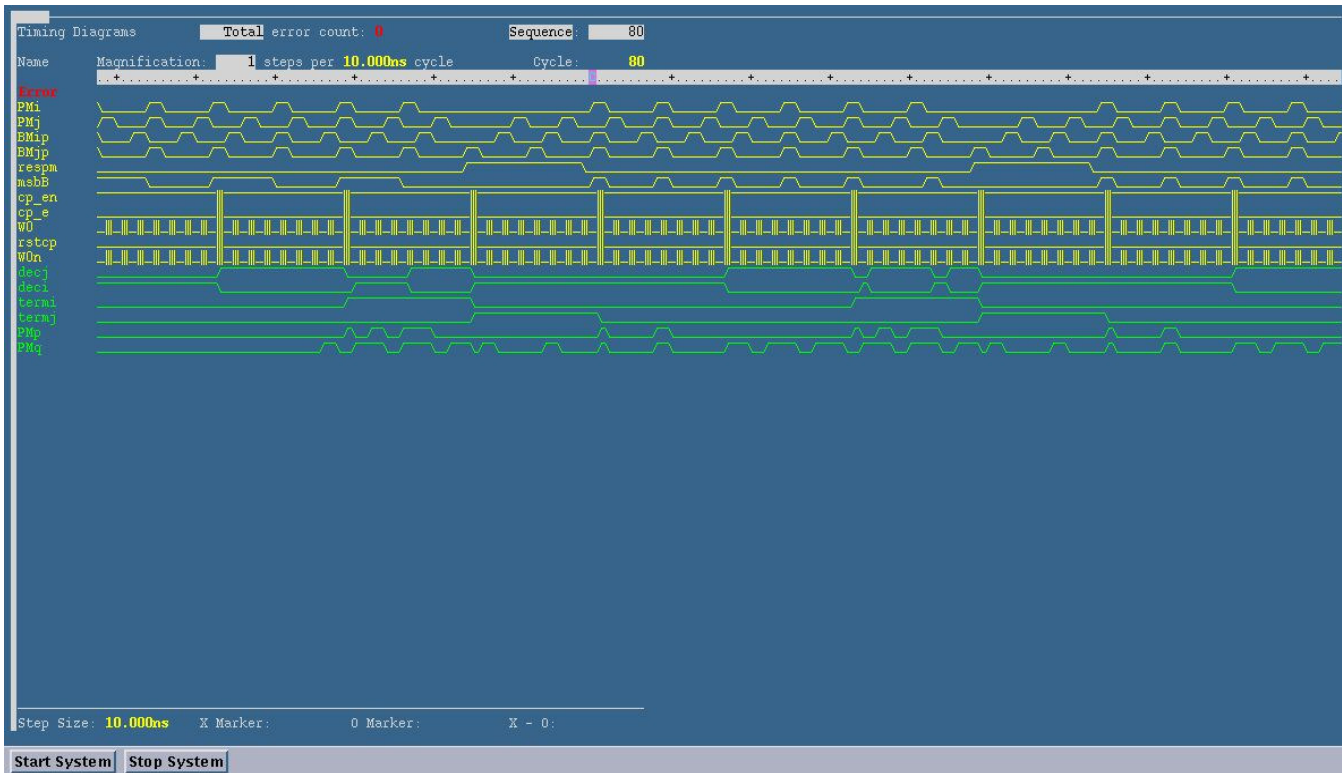 Timing Diagrams Total error count: 0 Sequence: 80
Name Magnification: 1 steps per 10.000ns cycle Cycle: 80
Error
PMi
PMj
BMip
BMjp
respm
msbB
cp_en
cp_e
W0
rstcp
W0n
decj
deci
termi
termj
PMp
PMq
Step Size: 10.000ns X Marker: O Marker: X - O:
Start System Stop System